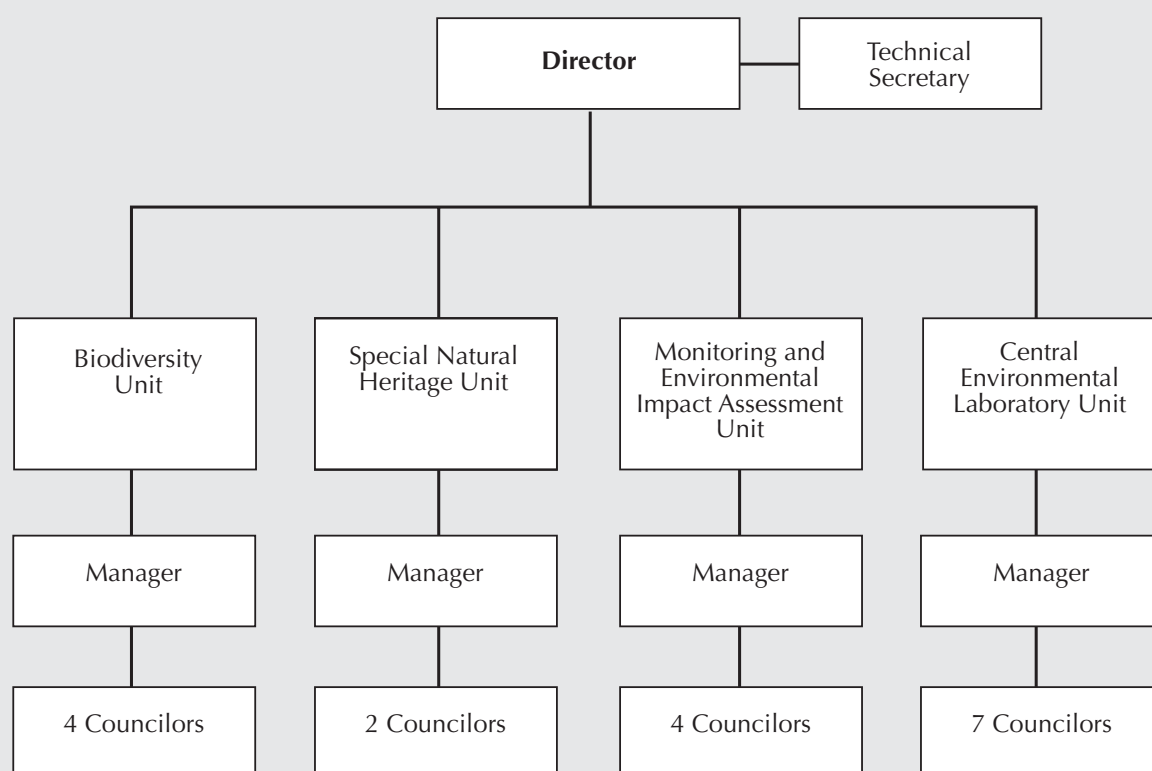 Director
Technical
Secretary
Biodiversity
Unit
Special Natural
Heritage Unit
Monitoring and
Environmental
Impact Assessment
Unit
Central
Environmental
Laboratory Unit
Manager
Manager
Manager
Manager
4 Councilors
2 Councilors
4 Councilors
7 Councilors